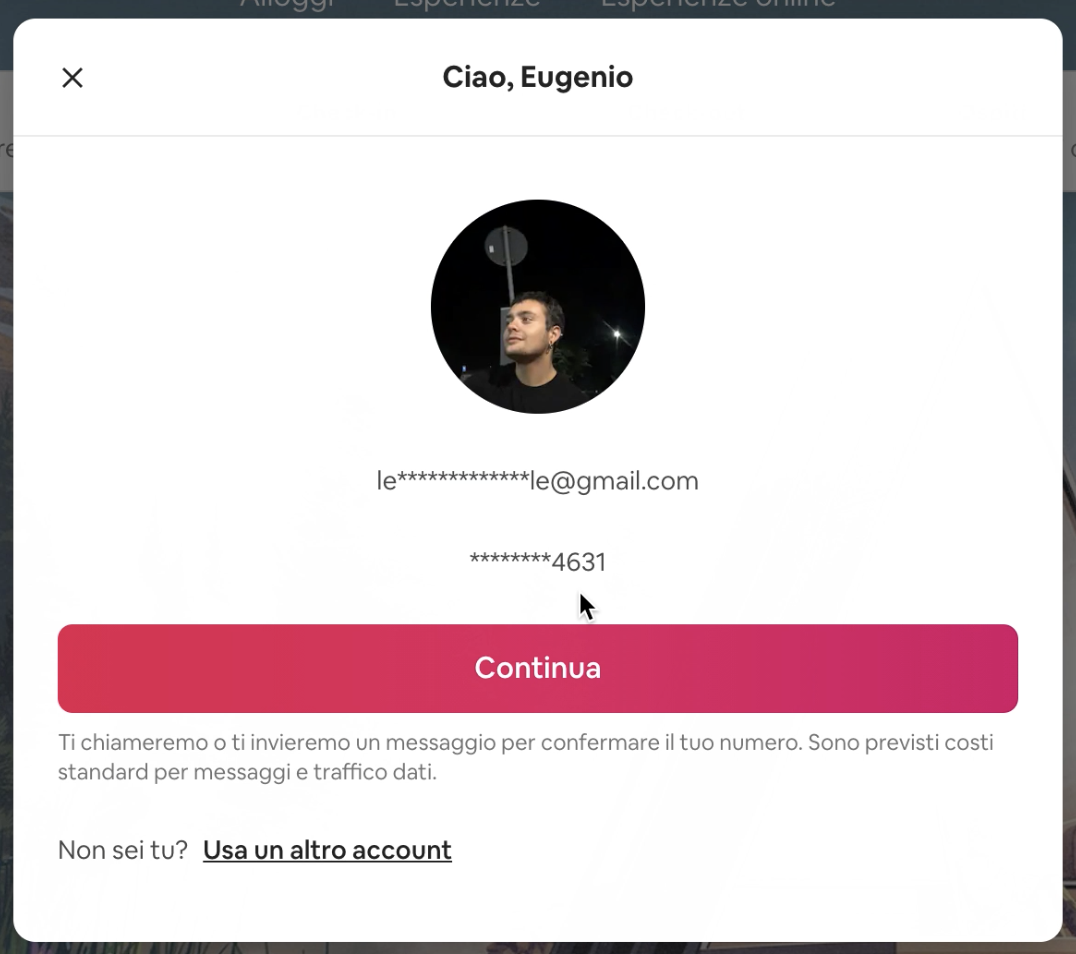 Alloggi Esperienze Esperienze online
Ciao, Eugenio
le*************le@gmail.com
********4631
Continua
Ti chiameremo o ti invieremo un messaggio per confermare il tuo numero. Sono previsti costi
standard per messaggi e traffico dati.
Non sei tu? Usa un altro account